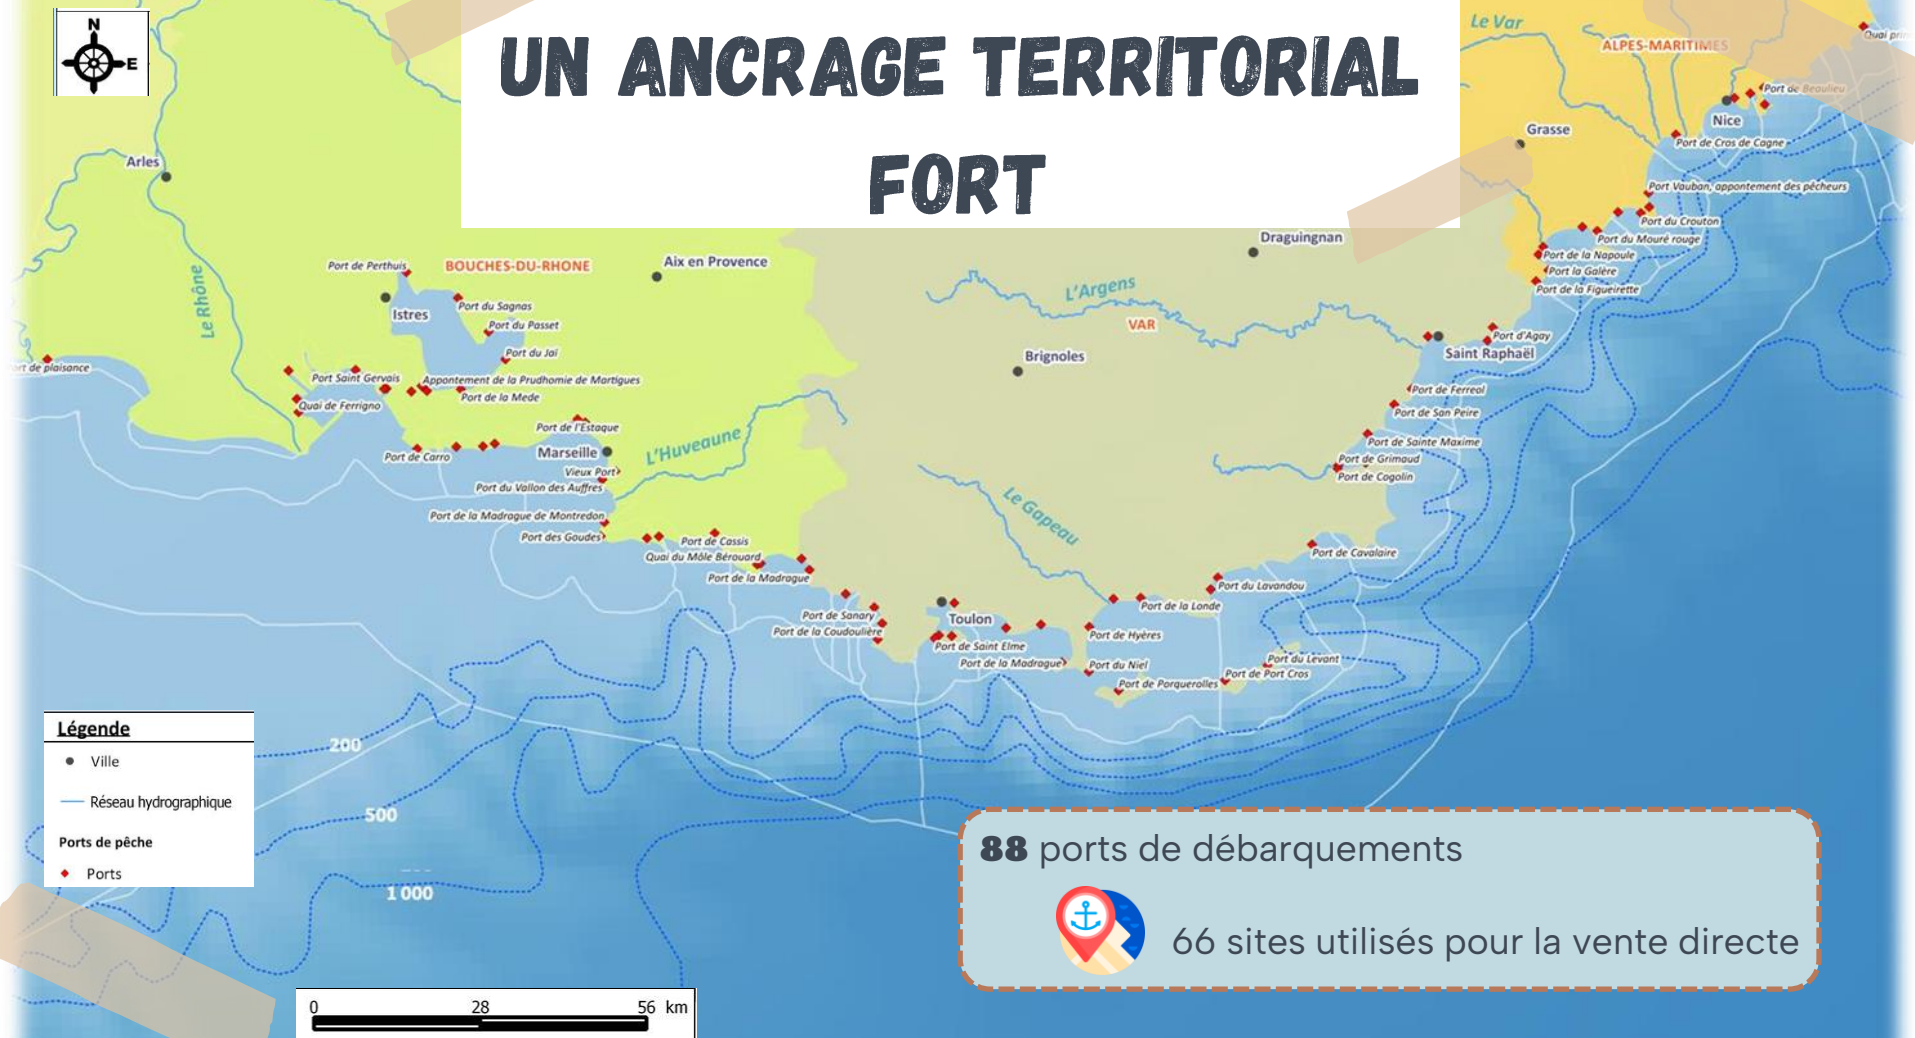 UN ANCRAGE TERRITORIAL
FORT
N
E
Le Var
ALPES-MARITIMES
Quai prin
Port de Beaulieu
Nice
Grasse
Port de Cros de Cagne
Arles
Port Vauban, appontement des pêcheurs
Port du Crouton
Port du Mouré rouge
Draguingnan
Port de la Napoule
Port la Galère
Port de la Figueirette
Port de Perthuis
BOUCHES-DU-RHONE
Aix en Provence
Le Rhône
Istres
Port du Sagnas
Port du Passet
L'Argens
VAR
Port d'Agay
Saint Raphaël
Brignoles
Port du Jaï
rt de plaisance
Port Saint Gervais
Appontement de la Prudhomie de Martigues
Port de la Mede
Quai de Ferrigno
Port de Ferreol
Port de San Peire
Port de l'Estaque
Port de Sainte Maxime
Port de Carro
Marseille
L'Huveaune
Port de Grimaud
Port de Cogolin
Vieux Port
Port du Vallon des Auffres
Le Gapeau
Port de la Madrague de Montredon
Port des Goudes
Port de Cassis
Quai du Môle Bérouard
Port de la Madrague
Port de Cavalaire
Port du Lavandou
Port de la Londe
Port de Sanary
Port de la Coudoulière
Toulon
Port de Hyères
Port de Saint Elme
Port de la Madrague
Port du Niel
Port du Levant
Port de Port Cros
Port de Porquerolles
Légende
Ville
Réseau hydrographique
Ports de pêche
Ports
200
500
1 000
88 ports de débarquements
66 sites utilisés pour la vente directe
0 28 56 km